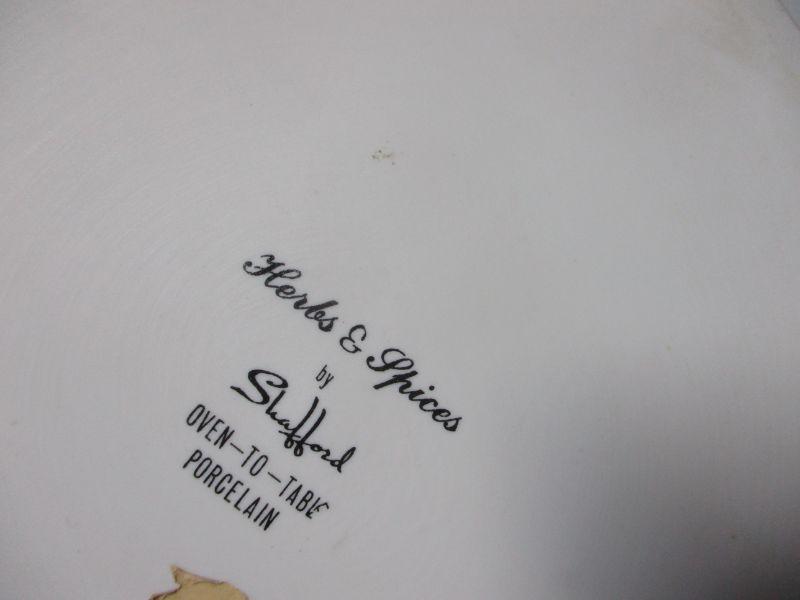 Herbs & Spices
by
Shafford
OVEN-TO-TABLE
PORCELAIN